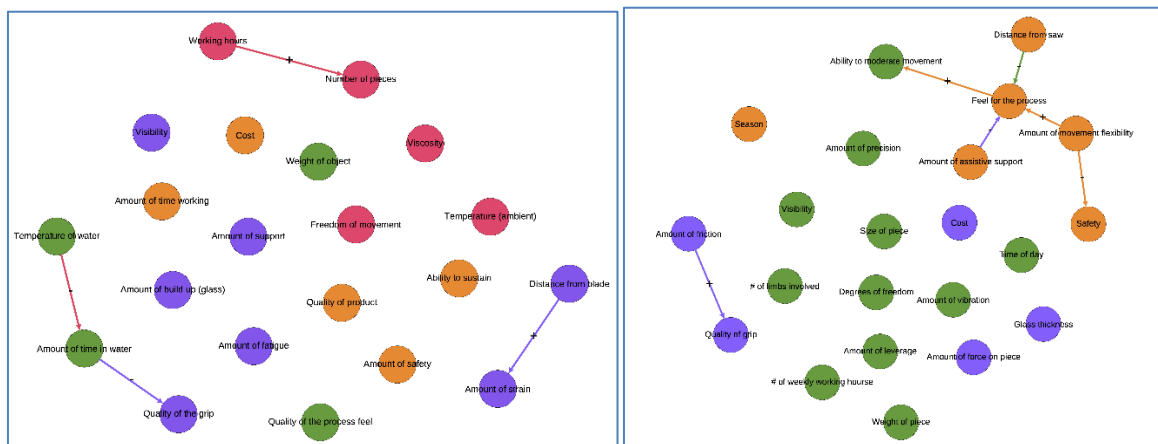 Working hours
+
Number of pieces
Visibility
Cost
Viscosity
Weight of object
Amount of time working
Temperature of water
Amount of support
Freedom of movement
Temperature (ambient)
Ability to sustain
Distance from blade
Amount of build up (glass)
-
Quality of product
+
Amount of time in water
Amount of fatigue
Amount of safety
-
Amount of strain
Quality of the grip
Quality of the process feel
Distance from saw
Ability to moderate movement
-
+
Feel for the process
Season
+
Amount of movement flexibility
-
Amount of precision
Amount of assistive support
-
Visibility
Amount of friction
Size of piece
Cost
Safety
Time of day
+
# of limbs involved
Degrees of freedom
Amount of vibration
Quality of grip
Glass thickness
Amount of leverage
Amount of force on piece
# of weekly working hourse
Weight of piece